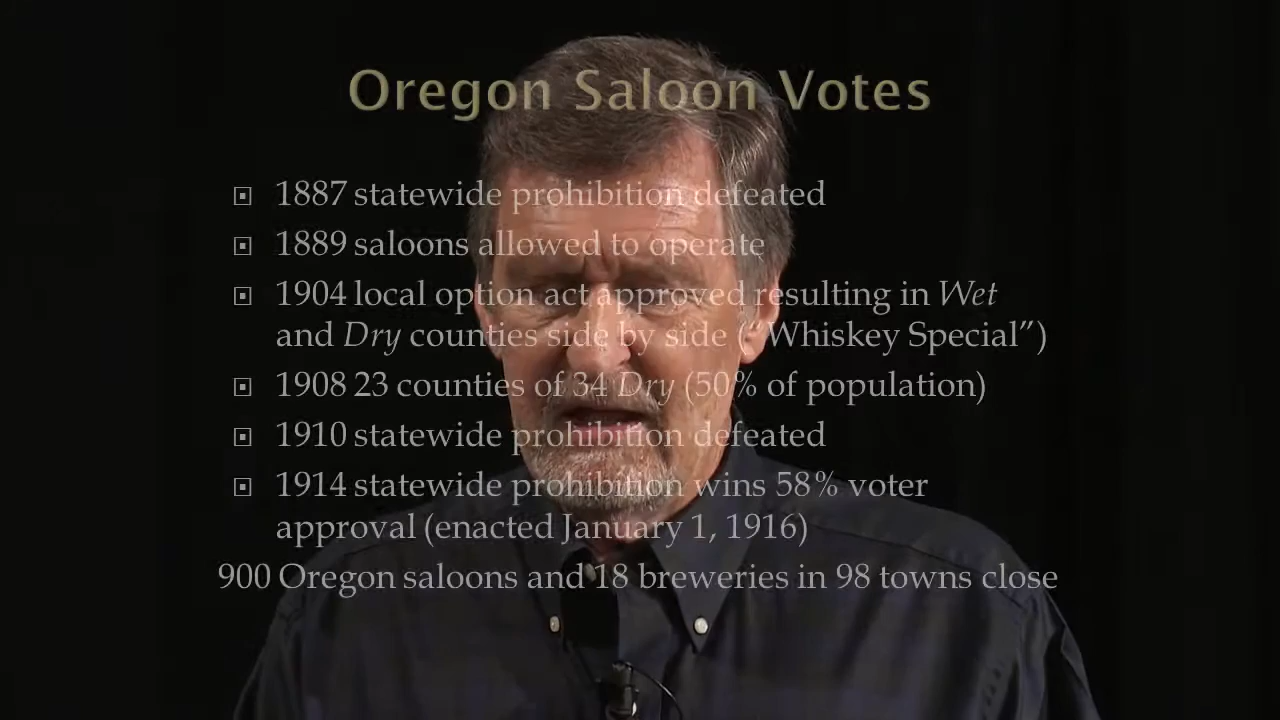 Oregon Saloon Votes
1887 statewide prohibition defeated
1889 saloons allowed to operate
1904 local option act approved resulting in Wet
and Dry counties side by side (“Whiskey Special”)
1908 23 counties of 34 Dry (50% of population)
1910 statewide prohibition defeated
1914 statewide prohibition wins 58% voter
approval (enacted January 1, 1916)
900 Oregon saloons and 18 breweries in 98 towns close